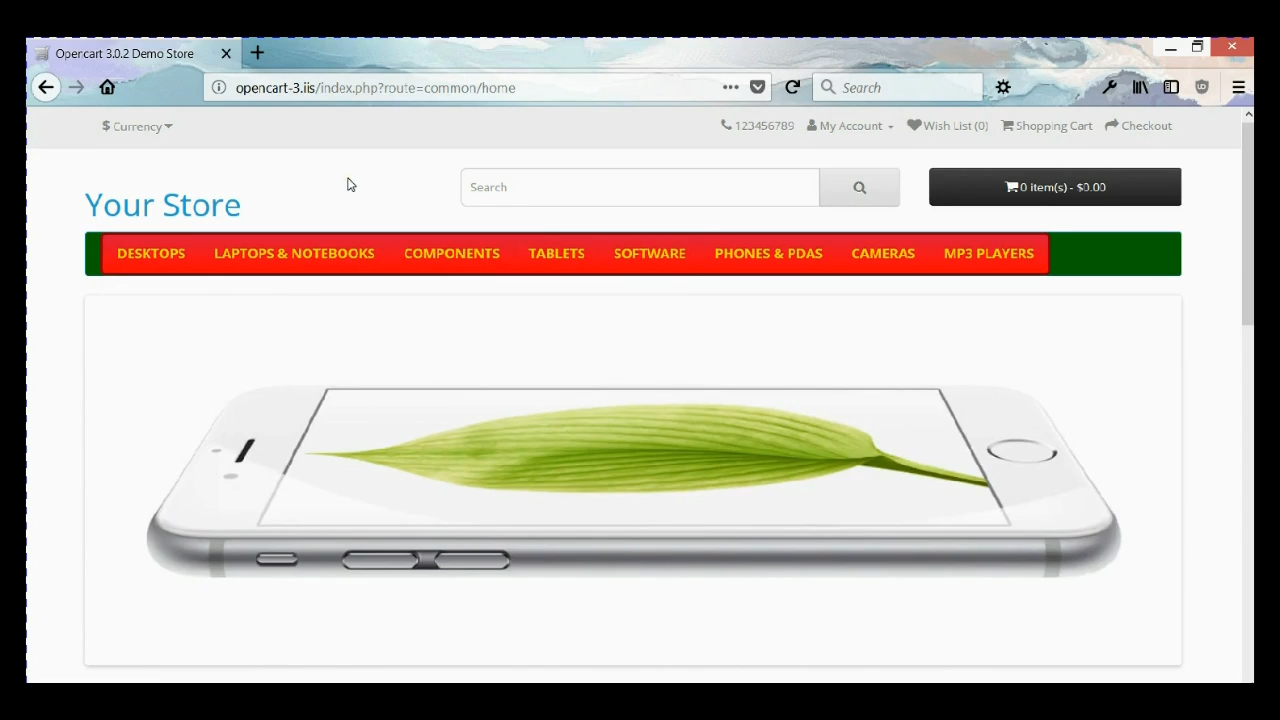 Opencart 3.0.2 Demo Store
opencart-3.iis/index.php?route=common/home
Search
$ Currency
123456789 My Account Wish List (0) Shopping Cart Checkout
Your Store
Search
0 item(s) - $0.00
DESKTOPS LAPTOPS & NOTEBOOKS COMPONENTS TABLETS SOFTWARE PHONES & PDAS CAMERAS MP3 PLAYERS